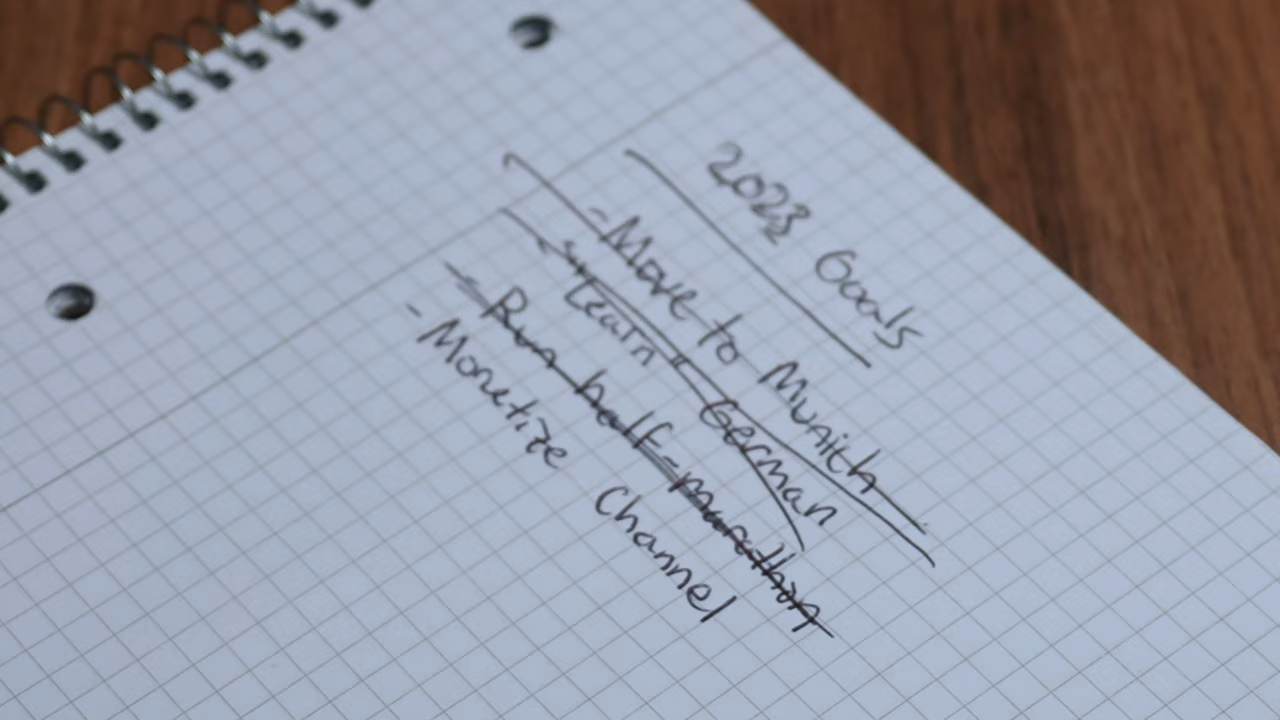 2023 Goals
- Move to Munich
- Learn German
- Run half-marathon
- Monetize Channel